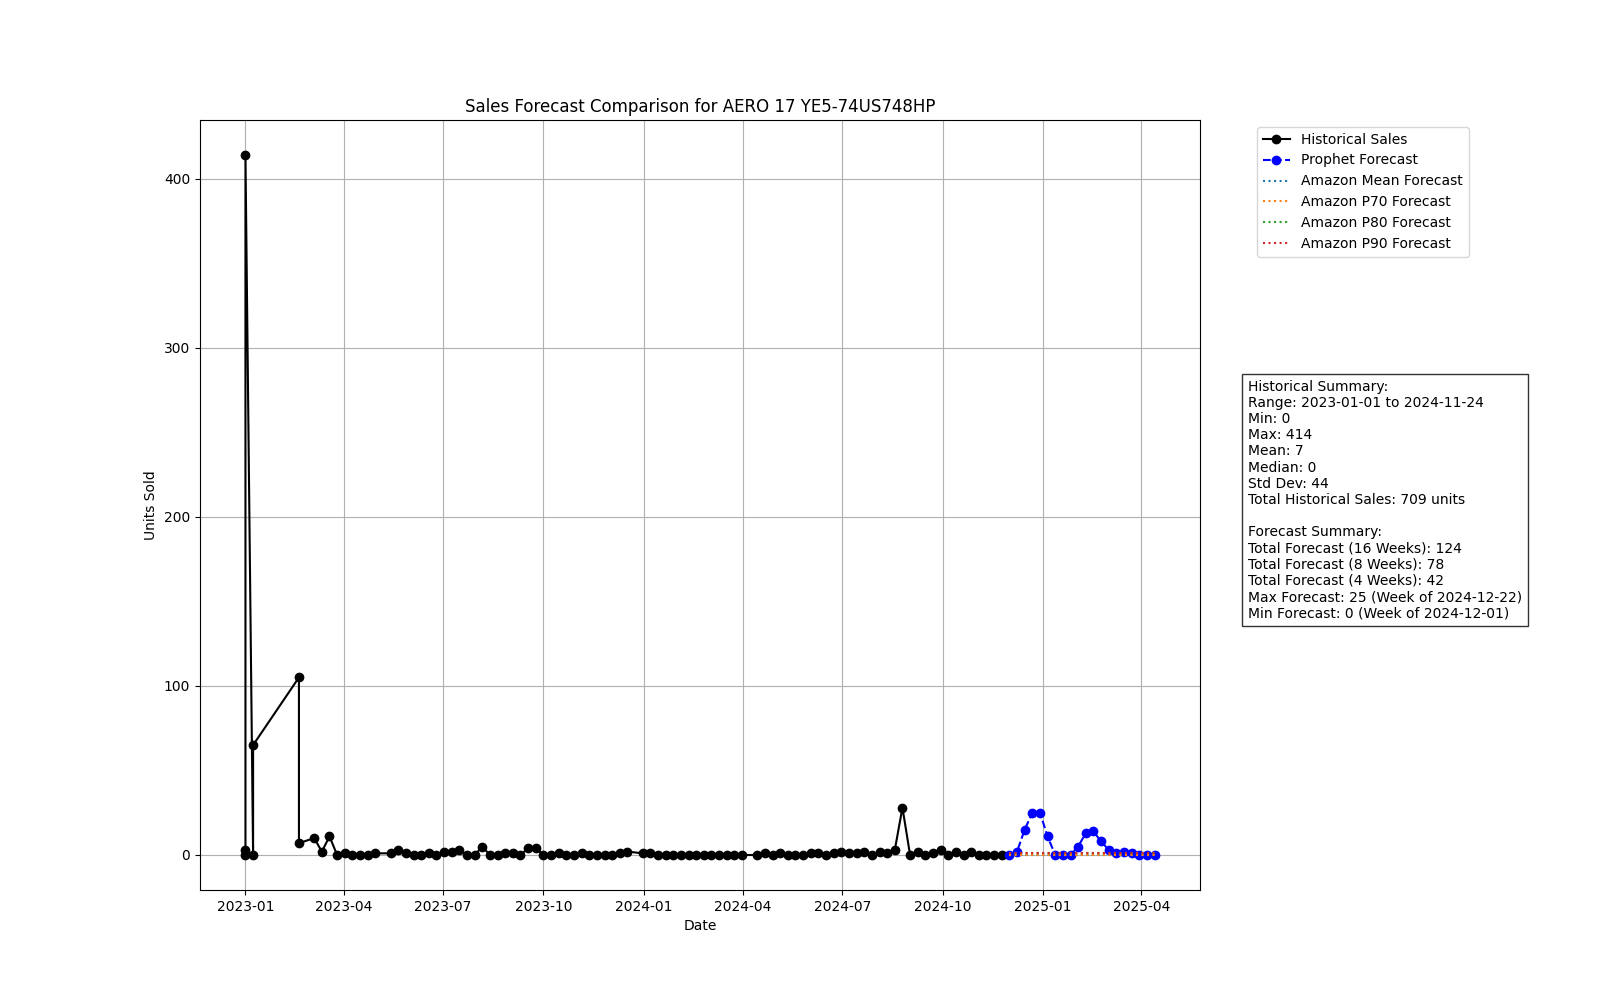 Sales Forecast Comparison for AERO 17 YE5-74US748HP
Units Sold
400
300
200
100
0
2023-01
2023-04
2023-07
2023-10
2024-01
2024-04
2024-07
2024-10
2025-01
2025-04
Date
Historical Sales
Prophet Forecast
Amazon Mean Forecast
Amazon P70 Forecast
Amazon P80 Forecast
Amazon P90 Forecast
Historical Summary:
Range: 2023-01-01 to 2024-11-24
Min: 0
Max: 414
Mean: 7
Median: 0
Std Dev: 44
Total Historical Sales: 709 units
Forecast Summary:
Total Forecast (16 Weeks): 124
Total Forecast (8 Weeks): 78
Total Forecast (4 Weeks): 42
Max Forecast: 25 (Week of 2024-12-22)
Min Forecast: 0 (Week of 2024-12-01)